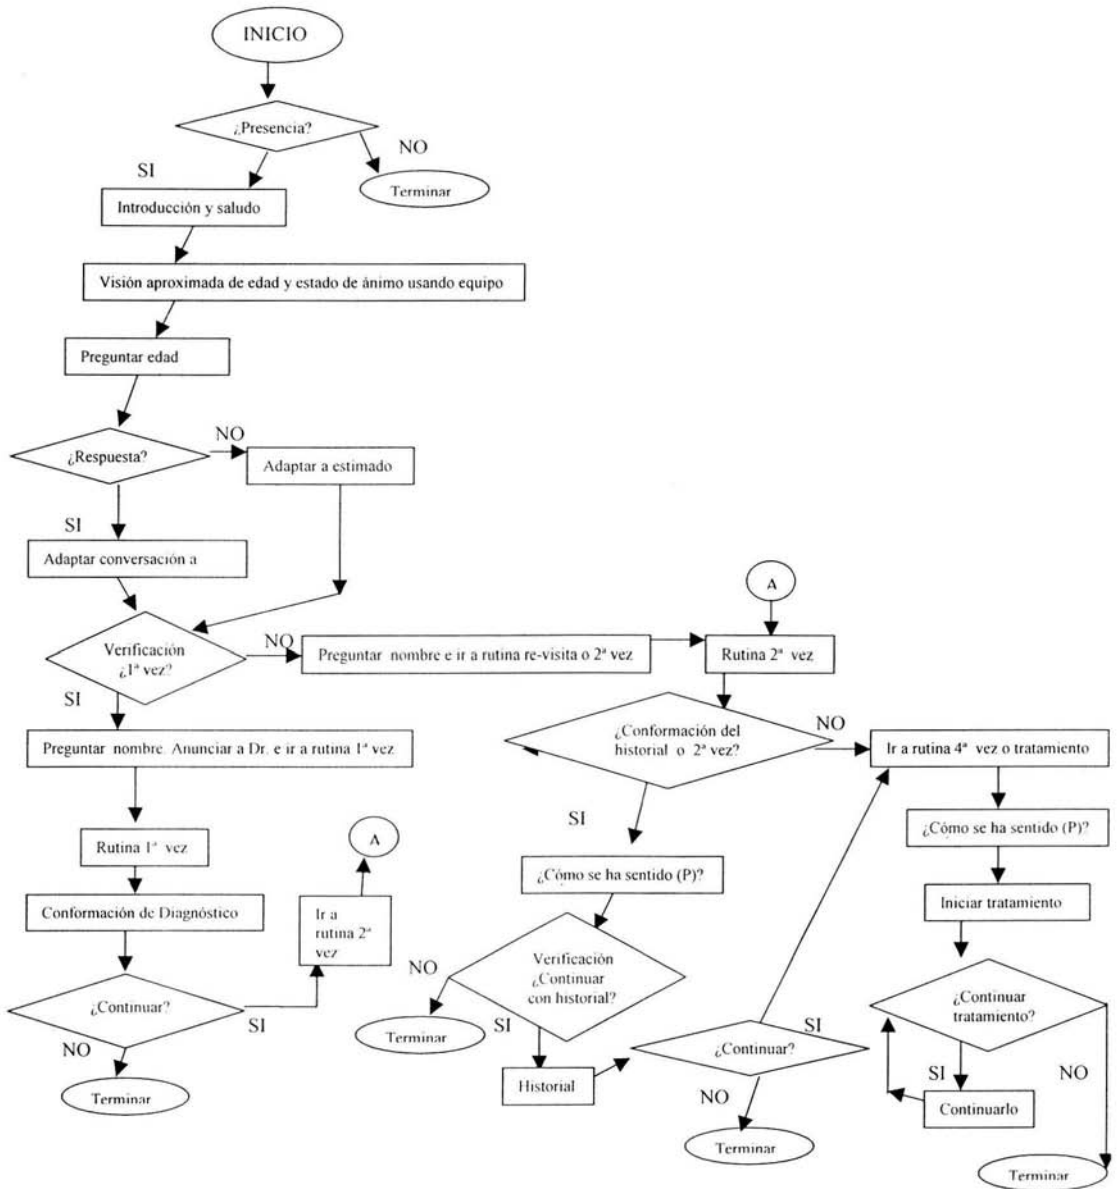 INICIO
¿Presencia?
NO
SI
Terminar
Introducción y saludo
Visión aproximada de edad y estado de ánimo usando equipo
Preguntar edad
NO
¿Respuesta?
Adaptar a estimado
SI
Adaptar conversación a
A
Verificación
¿1ª vez?
NO
Preguntar nombre e ir a rutina re-visita o 2ª vez
Rutina 2ª vez
SI
¿Conformación del
historial o 2ª vez?
NO
Preguntar nombre. Anunciar a Dr. e ir a rutina 1ª vez
Ir a rutina 4ª vez o tratamiento
SI
¿Cómo se ha sentido (P)?
A
Rutina 1ª vez
¿Cómo se ha sentido (P)?
Iniciar tratamiento
Conformación de Diagnóstico
Ir a
rutina 2ª
vez
Verificación
¿Continuar
con historial?
NO
¿Continuar
tratamiento?
¿Continuar?
SI
NO
Terminar
SI
Terminar
Historial
¿Continuar?
SI
NO
Terminar
SI
NO
Continuarlo
Terminar